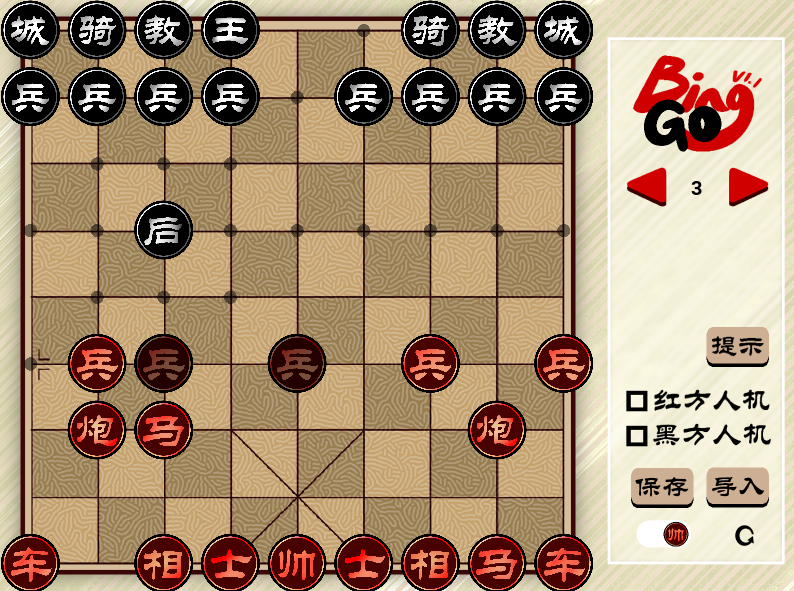 城 骑 教 王 骑 教 城
兵 兵 兵 兵 兵 兵 兵 兵
后
兵 兵 兵 兵 兵
炮 马 炮
车 相 士 帅 士 相 马 车
BinGO V1.1
3
提示
红方人机
黑方人机
保存 导入
帅